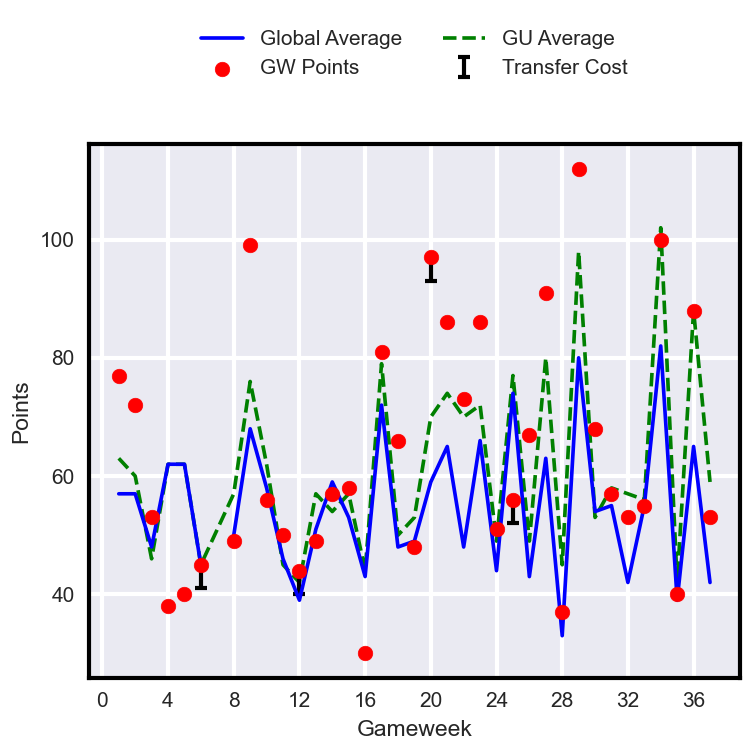 Global Average GU Average
GW Points Transfer Cost
100
80
60
40
Points
0 4 8 12 16 20 24 28 32 36
Gameweek